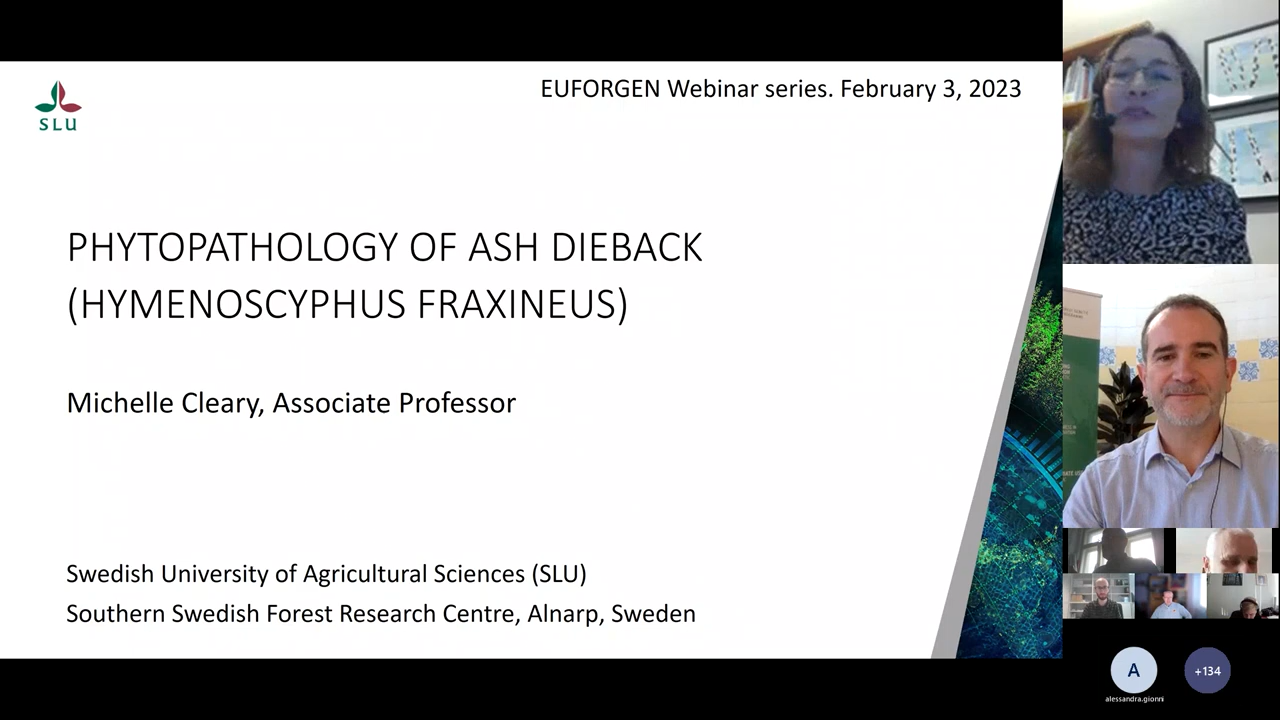 SLU
EUFORGEN Webinar series. February 3, 2023
PHYTOPATHOLOGY OF ASH DIEBACK
(HYMENOSCYPHUS FRAXINEUS)
Michelle Cleary, Associate Professor
Swedish University of Agricultural Sciences (SLU)
Southern Swedish Forest Research Centre, Alnarp, Sweden
A
+134
alessandra.gionni